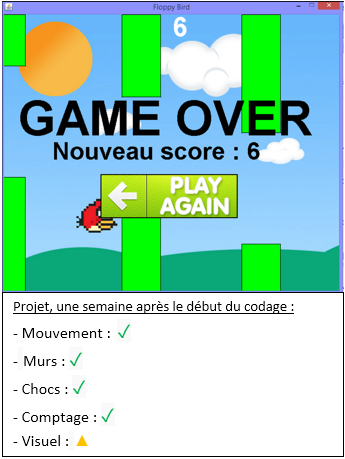 Floppy Bird
6
GAME OVER
Nouveau score : 6
PLAY
AGAIN
Projet, une semaine après le début du codage :
- Mouvement : ✓
- Murs : ✓
- Chocs : ✓
- Comptage : ✓
- Visuel : ▲